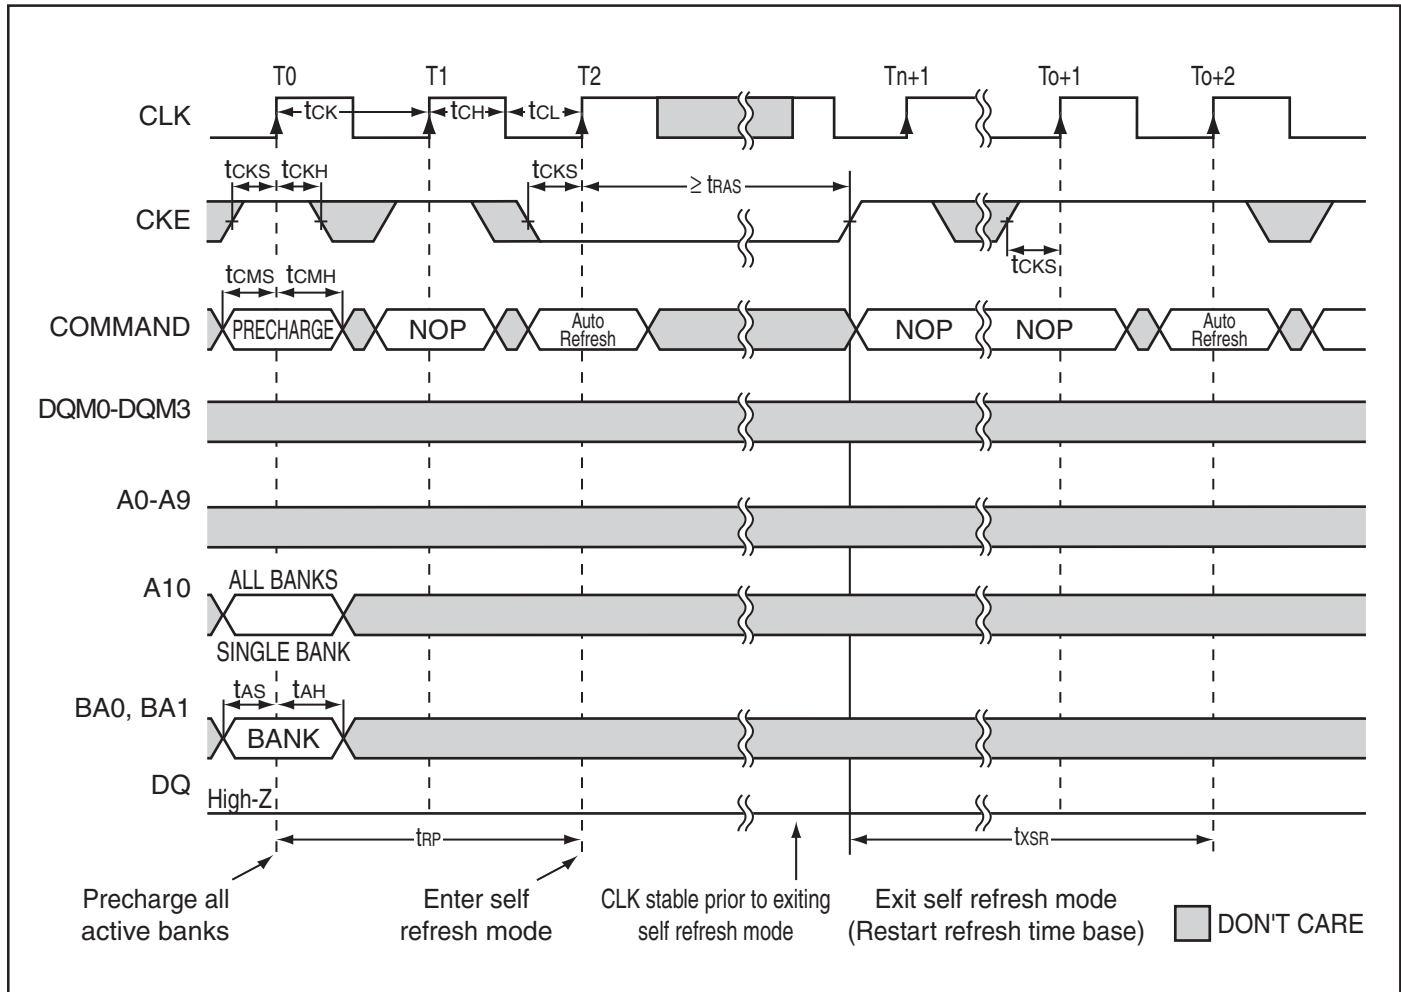 T0 T1 T2 Tn+1 To+1 To+2
CLK tCK tCH tCL
tCKS tCKH tCKS ≥ tRAS
CKE
tCKS
tCMS tCMH
COMMAND PRECHARGE NOP Auto Refresh NOP NOP Auto Refresh
DQM0-DQM3
A0-A9
A10 ALL BANKS
SINGLE BANK
tAS tAH
BA0, BA1 BANK
DQ High-Z
tRP tXSR
Precharge all
active banks
Enter self
refresh mode
CLK stable prior to exiting
self refresh mode
Exit self refresh mode
(Restart refresh time base)
DON'T CARE